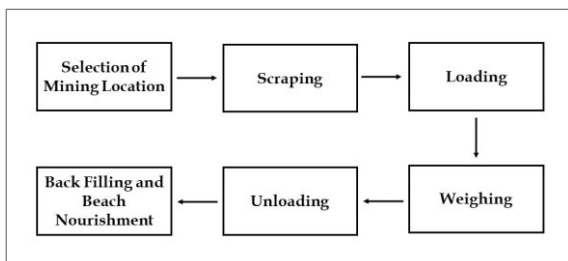 Selection of
Mining Location
Scraping
Loading
Weighing
Unloading
Back Filling and
Beach
Nourishment